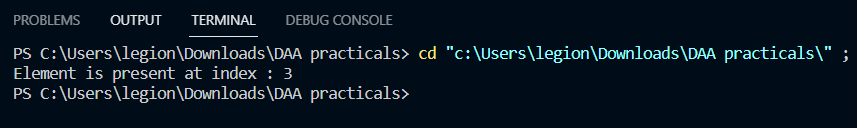 PROBLEMS OUTPUT TERMINAL DEBUG CONSOLE
PS C:\Users\legion\Downloads\DAA practicals> cd "c:\Users\legion\Downloads\DAA practicals\" ;
Element is present at index : 3
PS C:\Users\legion\Downloads\DAA practicals>